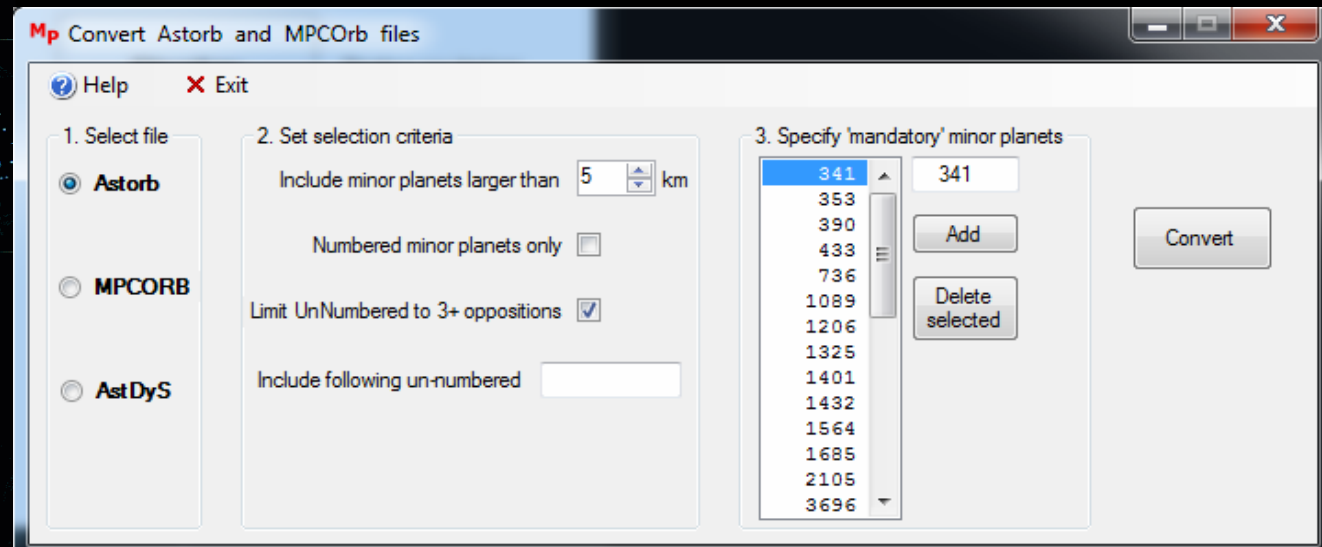 Mp Convert Astorb and MPCOrb files
Help Exit
1. Select file
Astorb
MPCORB
AstDyS
2. Set selection criteria
Include minor planets larger than 5 km
Numbered minor planets only
Limit UnNumbered to 3+ oppositions
Include following un-numbered
3. Specify 'mandatory' minor planets
341
353
390
433
736
1089
1206
1325
1401
1432
1564
1685
2105
3696
341
Add
Delete
selected
Convert